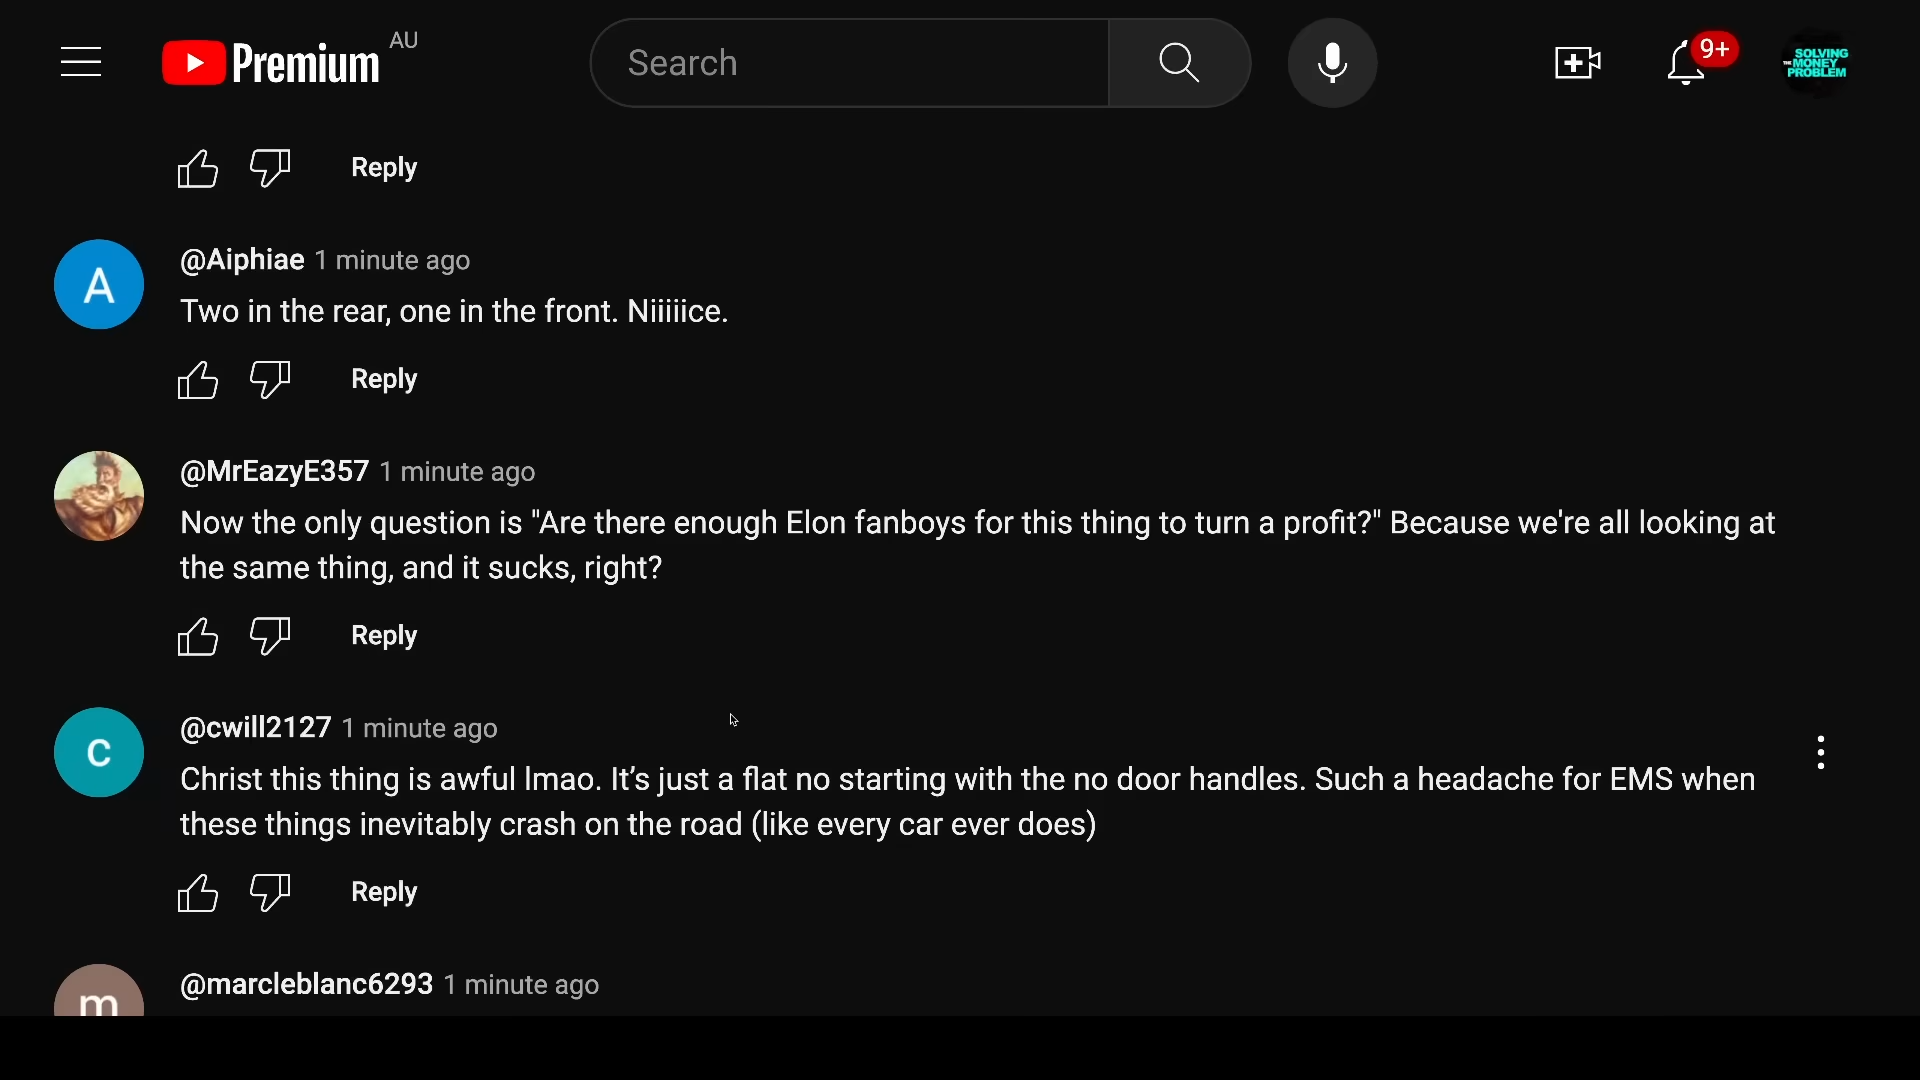 Premium AU
Search
9+
SOLVING
THE MONEY
PROBLEM
Reply
A
@Aiphiae 1 minute ago
Two in the rear, one in the front. Niiiiice.
Reply
@MrEazyE357 1 minute ago
Now the only question is "Are there enough Elon fanboys for this thing to turn a profit?" Because we're all looking at
the same thing, and it sucks, right?
Reply
c
@cwill2127 1 minute ago
Christ this thing is awful lmao. It’s just a flat no starting with the no door handles. Such a headache for EMS when
these things inevitably crash on the road (like every car ever does)
Reply
m
@marcleblanc6293 1 minute ago